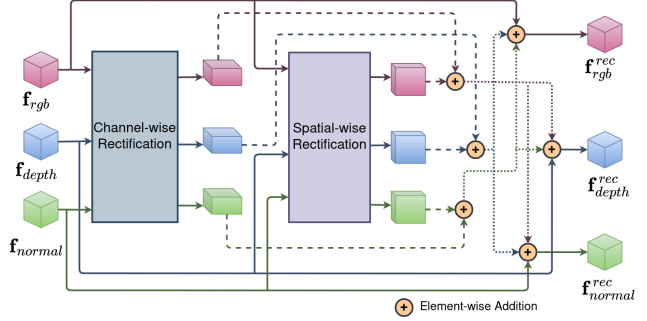 f_rgb
f_depth
f_normal
Channel-wise
Rectification
Spatial-wise
Rectification
f^rec_rgb
f^rec_depth
f^rec_normal
Element-wise Addition